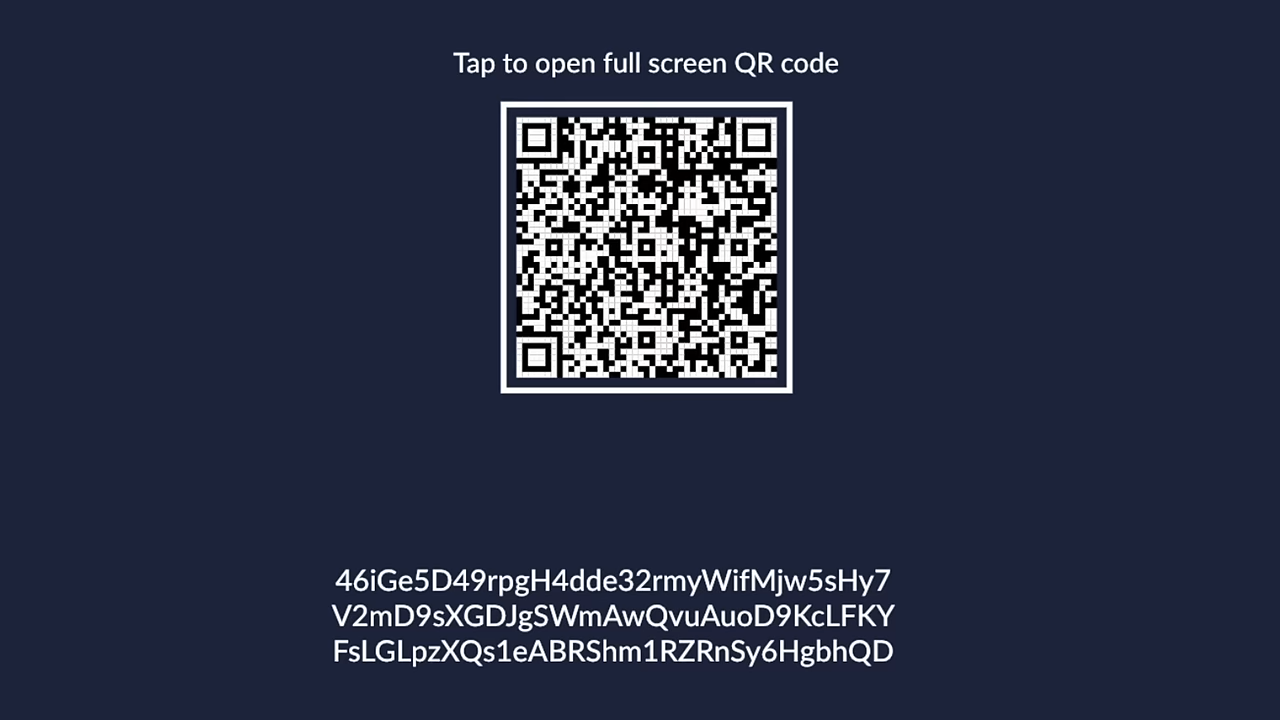 Tap to open full screen QR code
46iGe5D49rpgH4dde32rmyWifMjw5sHy7
V2mD9sXGDJgSWmAwQvuAuoD9KcLFKY
FsLGLpzXQs1eABRShm1RZRnSy6HgbhQD